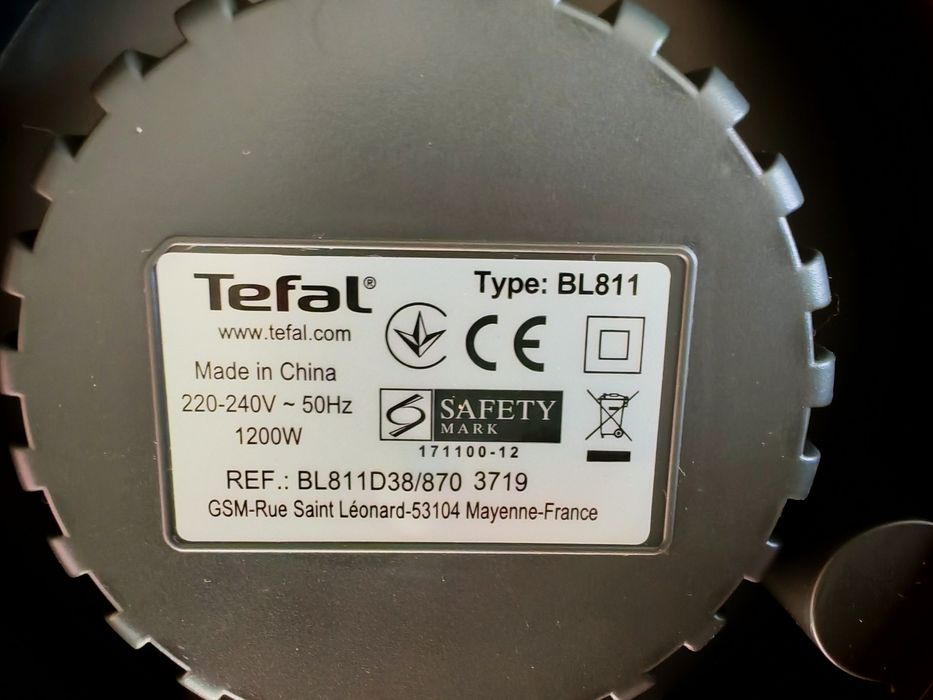 Tefal®
Type: BL811
www.tefal.com
CE
Made in China
220-240V ~ 50Hz
1200W
SAFETY
MARK
171100-12
REF.: BL811D38/870 3719
GSM-Rue Saint Léonard-53104 Mayenne-France